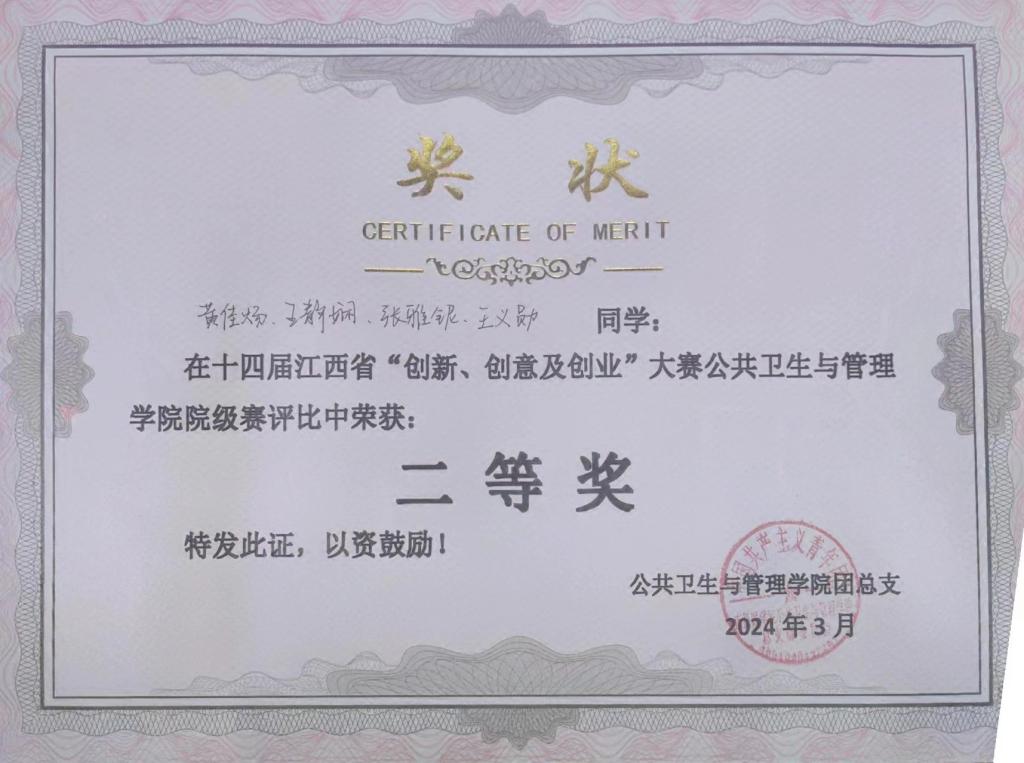 奖 状
CERTIFICATE OF MERIT
黄佳炀、王静娴、张雅铌、王义勋 同学:
在十四届江西省“创新、创意及创业”大赛公共卫生与管理
学院院级赛评比中荣获:
二等奖
特发此证，以资鼓励！
公共卫生与管理学院团总支
2024年3月